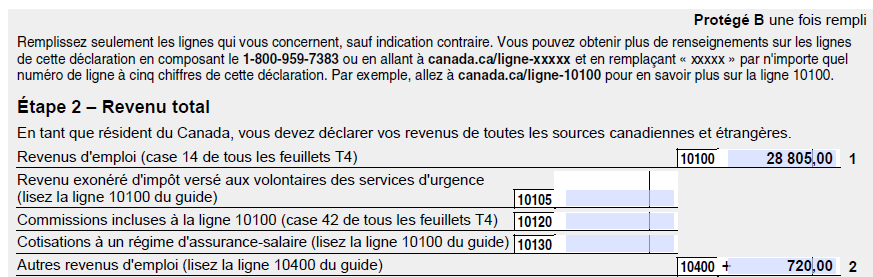 Protégé B une fois rempli
Remplissez seulement les lignes qui vous concernent, sauf indication contraire. Vous pouvez obtenir plus de renseignements sur les lignes
de cette déclaration en composant le 1-800-959-7383 ou en allant à canada.ca/ligne-xxxxx et en remplaçant « xxxxx » par n'importe quel
numéro de ligne à cinq chiffres de cette déclaration. Par exemple, allez à canada.ca/ligne-10100 pour en savoir plus sur la ligne 10100.
Étape 2 – Revenu total
En tant que résident du Canada, vous devez déclarer vos revenus de toutes les sources canadiennes et étrangères.
Revenus d'emploi (case 14 de tous les feuillets T4) 10100 28 805,00 1
Revenu exonéré d'impôt versé aux volontaires des services d'urgence
(lisez la ligne 10100 du guide) 10105
Commissions incluses à la ligne 10100 (case 42 de tous les feuillets T4) 10120
Cotisations à un régime d'assurance-salaire (lisez la ligne 10100 du guide) 10130
Autres revenus d'emploi (lisez la ligne 10400 du guide) 10400 + 720,00 2